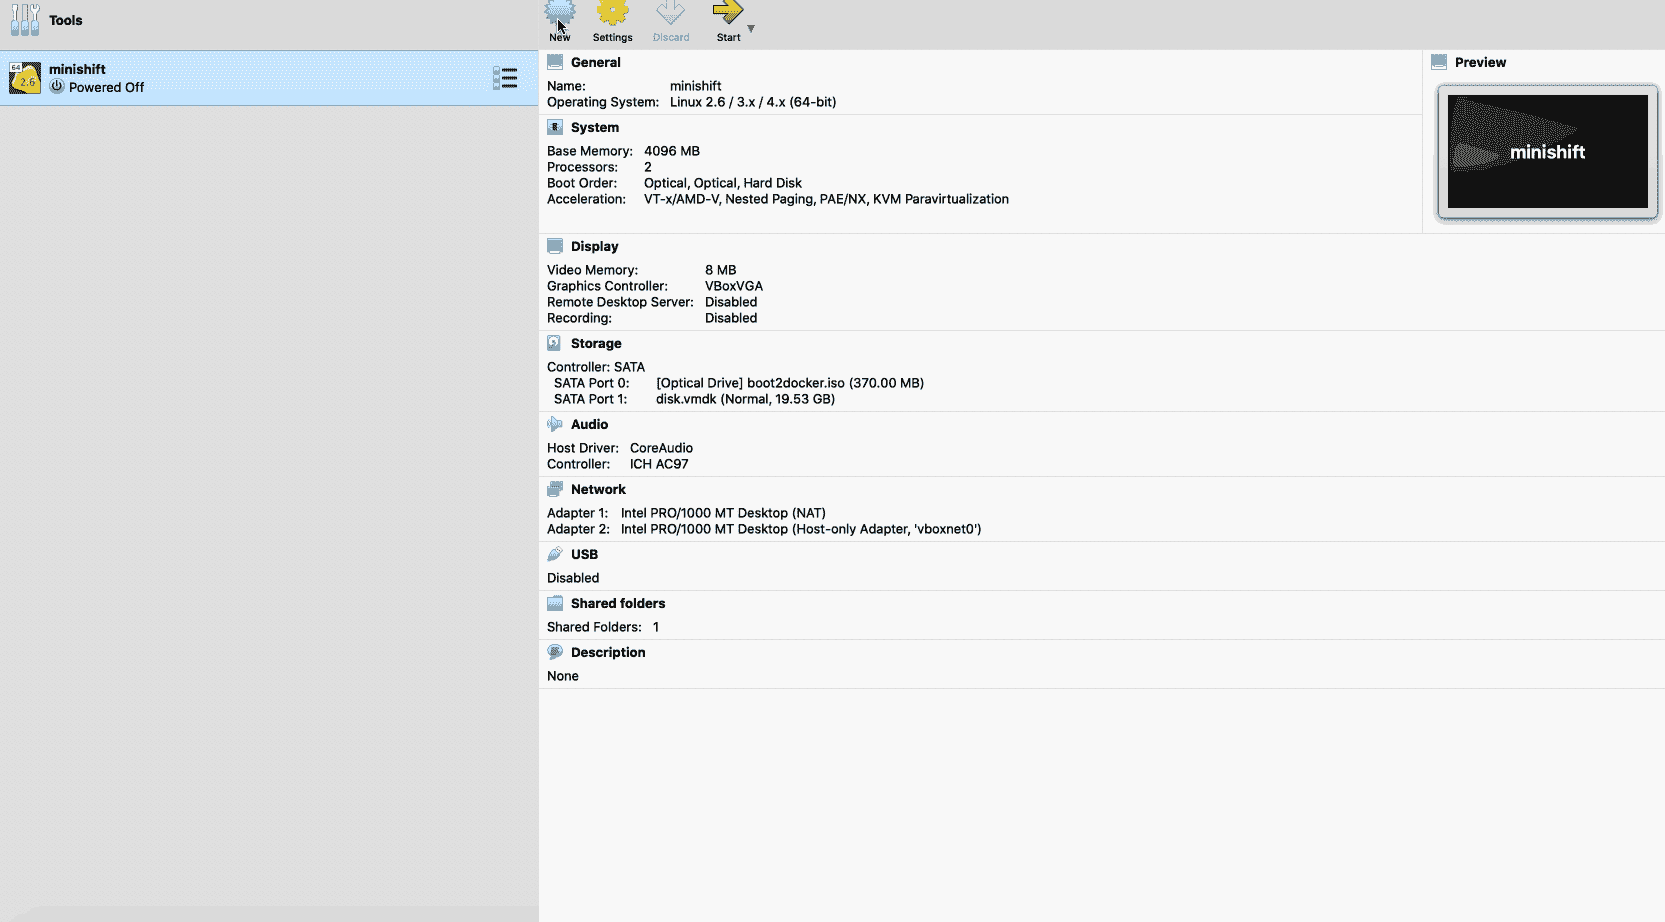 Tools
New Settings Discard Start
64
2.6
minishift
Powered Off
General
Name: minishift
Operating System: Linux 2.6 / 3.x / 4.x (64-bit)
Preview
minishift
System
Base Memory: 4096 MB
Processors: 2
Boot Order: Optical, Optical, Hard Disk
Acceleration: VT-x/AMD-V, Nested Paging, PAE/NX, KVM Paravirtualization
Display
Video Memory: 8 MB
Graphics Controller: VBoxVGA
Remote Desktop Server: Disabled
Recording: Disabled
Storage
Controller: SATA
SATA Port 0: [Optical Drive] boot2docker.iso (370.00 MB)
SATA Port 1: disk.vmdk (Normal, 19.53 GB)
Audio
Host Driver: CoreAudio
Controller: ICH AC97
Network
Adapter 1: Intel PRO/1000 MT Desktop (NAT)
Adapter 2: Intel PRO/1000 MT Desktop (Host-only Adapter, 'vboxnet0')
USB
Disabled
Shared folders
Shared Folders: 1
Description
None